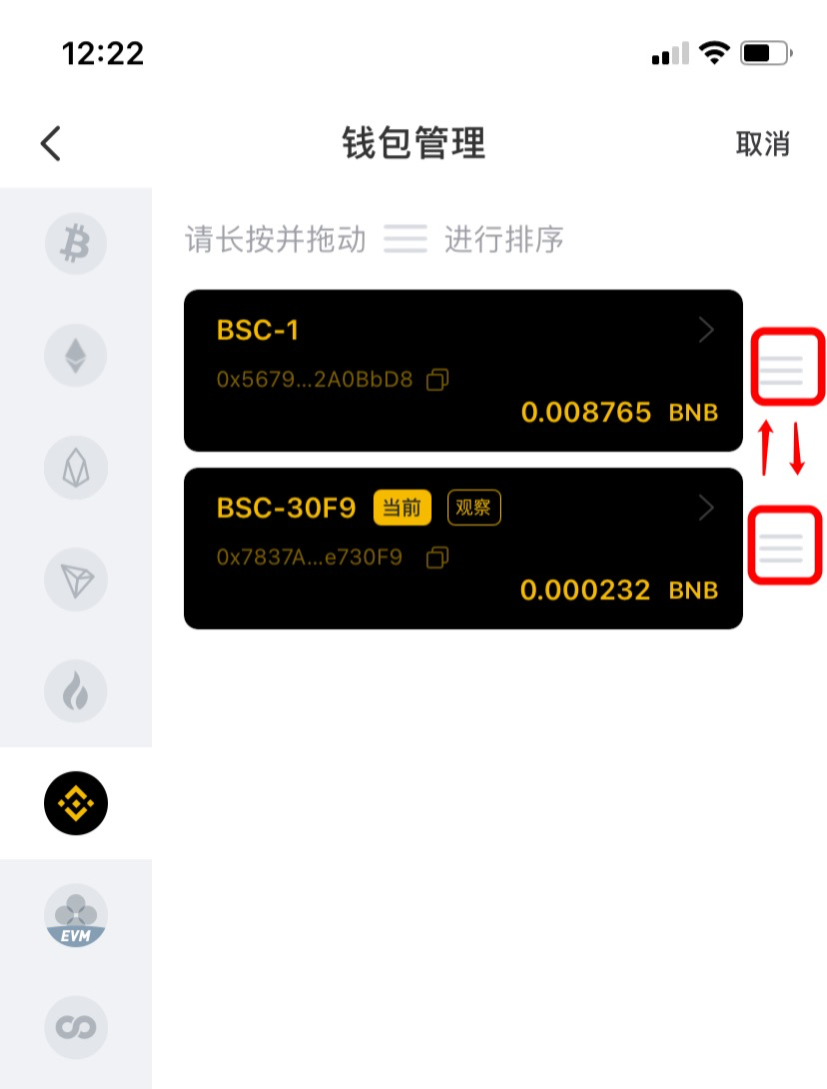 12:22
钱包管理
取消
请长按并拖动 进行排序
BSC-1
0x5679...2A0BbD8
0.008765 BNB
BSC-30F9 当前 观察
0x7837A...e730F9
0.000232 BNB
EVM